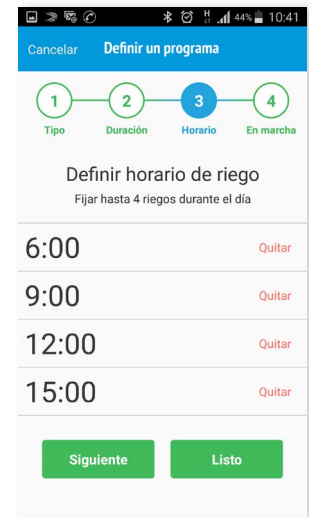 H 44% 10:41
Cancelar Definir un programa
1 2 3 4
Tipo Duración Horario En marcha
Definir horario de riego
Fijar hasta 4 riegos durante el día
6:00 Quitar
9:00 Quitar
12:00 Quitar
15:00 Quitar
Siguiente Listo